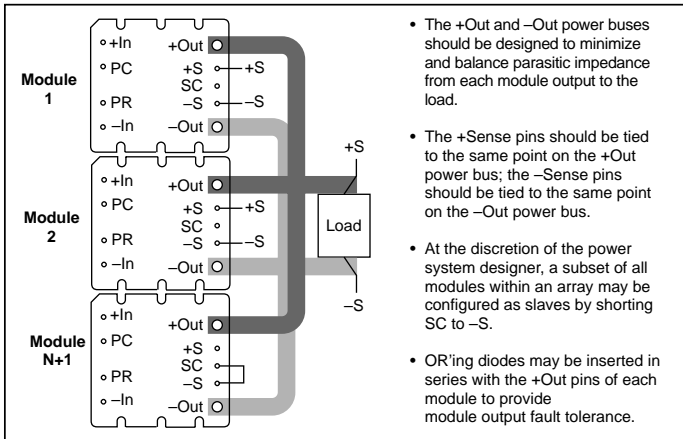 Module
1
+In
PC
PR
–In
+Out
+S
+S
SC
–S
–S
–Out
Module
2
+In
PC
PR
–In
+Out
+S
+S
SC
–S
–S
–Out
Module
N+1
+In
PC
PR
–In
+Out
+S
SC
–S
–Out
+S
Load
–S
• The +Out and –Out power buses
should be designed to minimize
and balance parasitic impedance
from each module output to the
load.
• The +Sense pins should be tied
to the same point on the +Out
power bus; the –Sense pins
should be tied to the same point
on the –Out power bus.
• At the discretion of the power
system designer, a subset of all
modules within an array may be
configured as slaves by shorting
SC to –S.
• OR'ing diodes may be inserted in
series with the +Out pins of each
module to provide
module output fault tolerance.